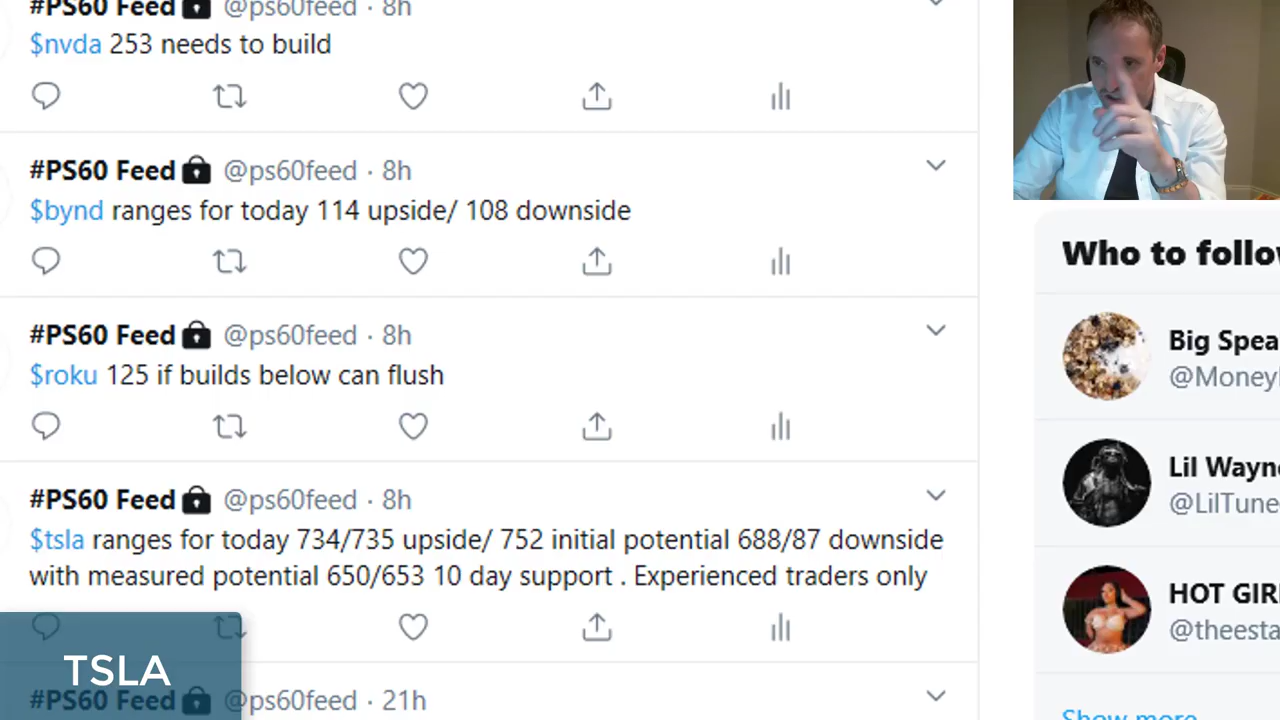 #PS60 Feed @ps60feed · 8h
$nvda 253 needs to build
#PS60 Feed @ps60feed · 8h
$bynd ranges for today 114 upside/ 108 downside
#PS60 Feed @ps60feed · 8h
$roku 125 if builds below can flush
#PS60 Feed @ps60feed · 8h
$tsla ranges for today 734/735 upside/ 752 initial potential 688/87 downside
with measured potential 650/653 10 day support . Experienced traders only
#PS60 Feed @ps60feed · 21h
TSLA
Who to follow
Big Spea
@Money
Lil Wayne
@LilTune
HOT GIR
@theesta
Show more